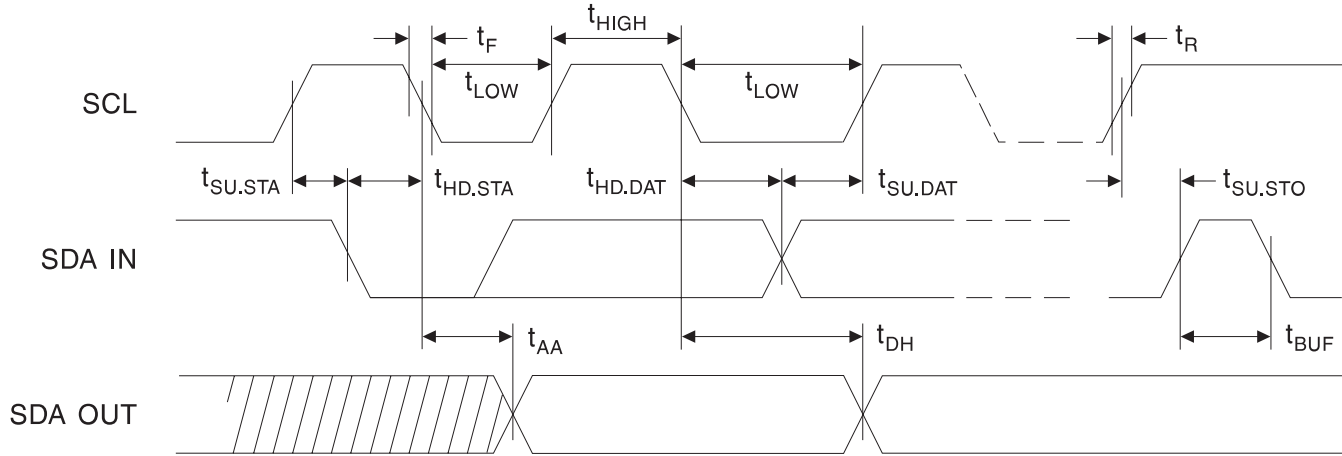 tHIGH
tF
tR
tLOW
tLOW
SCL
tSU.STA
tHD.STA
tHD.DAT
tSU.DAT
tSU.STO
SDA IN
tAA
tDH
tBUF
SDA OUT